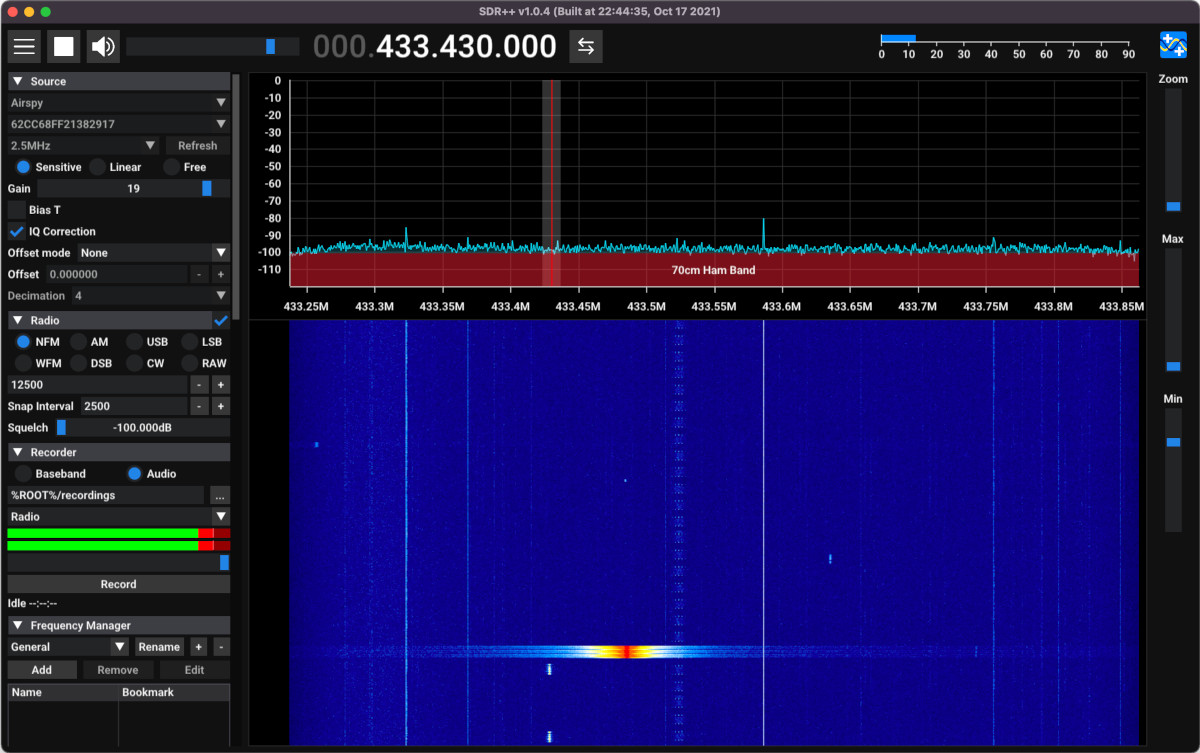 SDR++ v1.0.4 (Built at 22:44:35, Oct 17 2021)
000.433.430.000
0 10 20 30 40 50 60 70 80 90
Source
Airspy
62CC68FF21382917
2.5MHz Refresh
Sensitive Linear Free
Gain 19
Bias T
IQ Correction
Offset mode None
Offset 0.000000 - +
Decimation 4
Radio
NFM AM USB LSB
WFM DSB CW RAW
12500 - +
Snap Interval 2500 - +
Squelch -100.000dB
Recorder
Baseband Audio
%ROOT%/recordings ...
Radio
Record
Idle --:--:--
Frequency Manager
General Rename + -
Add Remove Edit
Name Bookmark
0
-10
-20
-30
-40
-50
-60
-70
-80
-90
-100
-110
70cm Ham Band
433.25M 433.3M 433.35M 433.4M 433.45M 433.5M 433.55M 433.6M 433.65M 433.7M 433.75M 433.8M 433.85M
Zoom
Max
Min